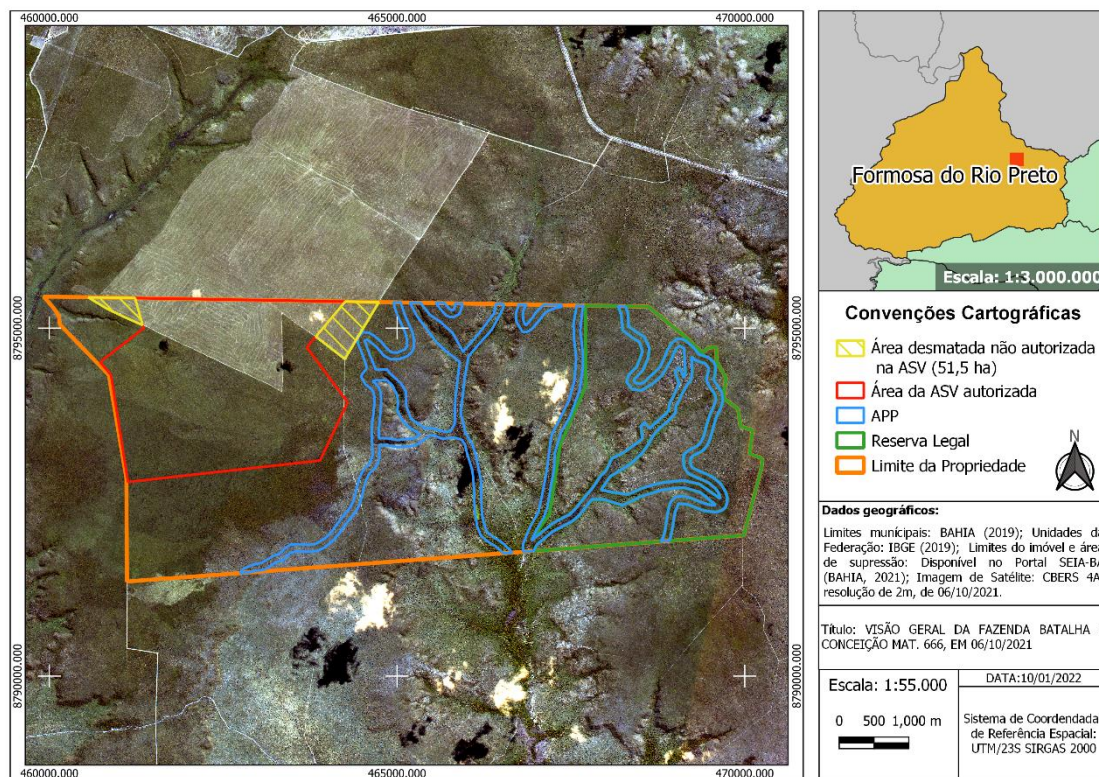 460000.000
465000.000
470000.000
8795000.000
8795000.000
8790000.000
8790000.000
460000.000
465000.000
470000.000
Formosa do Rio Preto
Escala: 1:3.000.000
Convenções Cartográficas
Área desmatada não autorizada
na ASV (51,5 ha)
Área da ASV autorizada
APP
Reserva Legal
Limite da Propriedade
N
Dados geográficos:
Limites municipais: BAHIA (2019); Unidades da
Federação: IBGE (2019); Limites do imóvel e área
de supressão: Disponível no Portal SEIA-BA
(BAHIA, 2021); Imagem de Satélite: CBERS 4A,
resolução de 2m, de 06/10/2021.
Título: VISÃO GERAL DA FAZENDA BATALHA
CONCEIÇÃO MAT. 666, EM 06/10/2021
Escala: 1:55.000
0 500 1,000 m
DATA:10/01/2022
Sistema de Coordendada
de Referência Espacial:
UTM/23S SIRGAS 2000